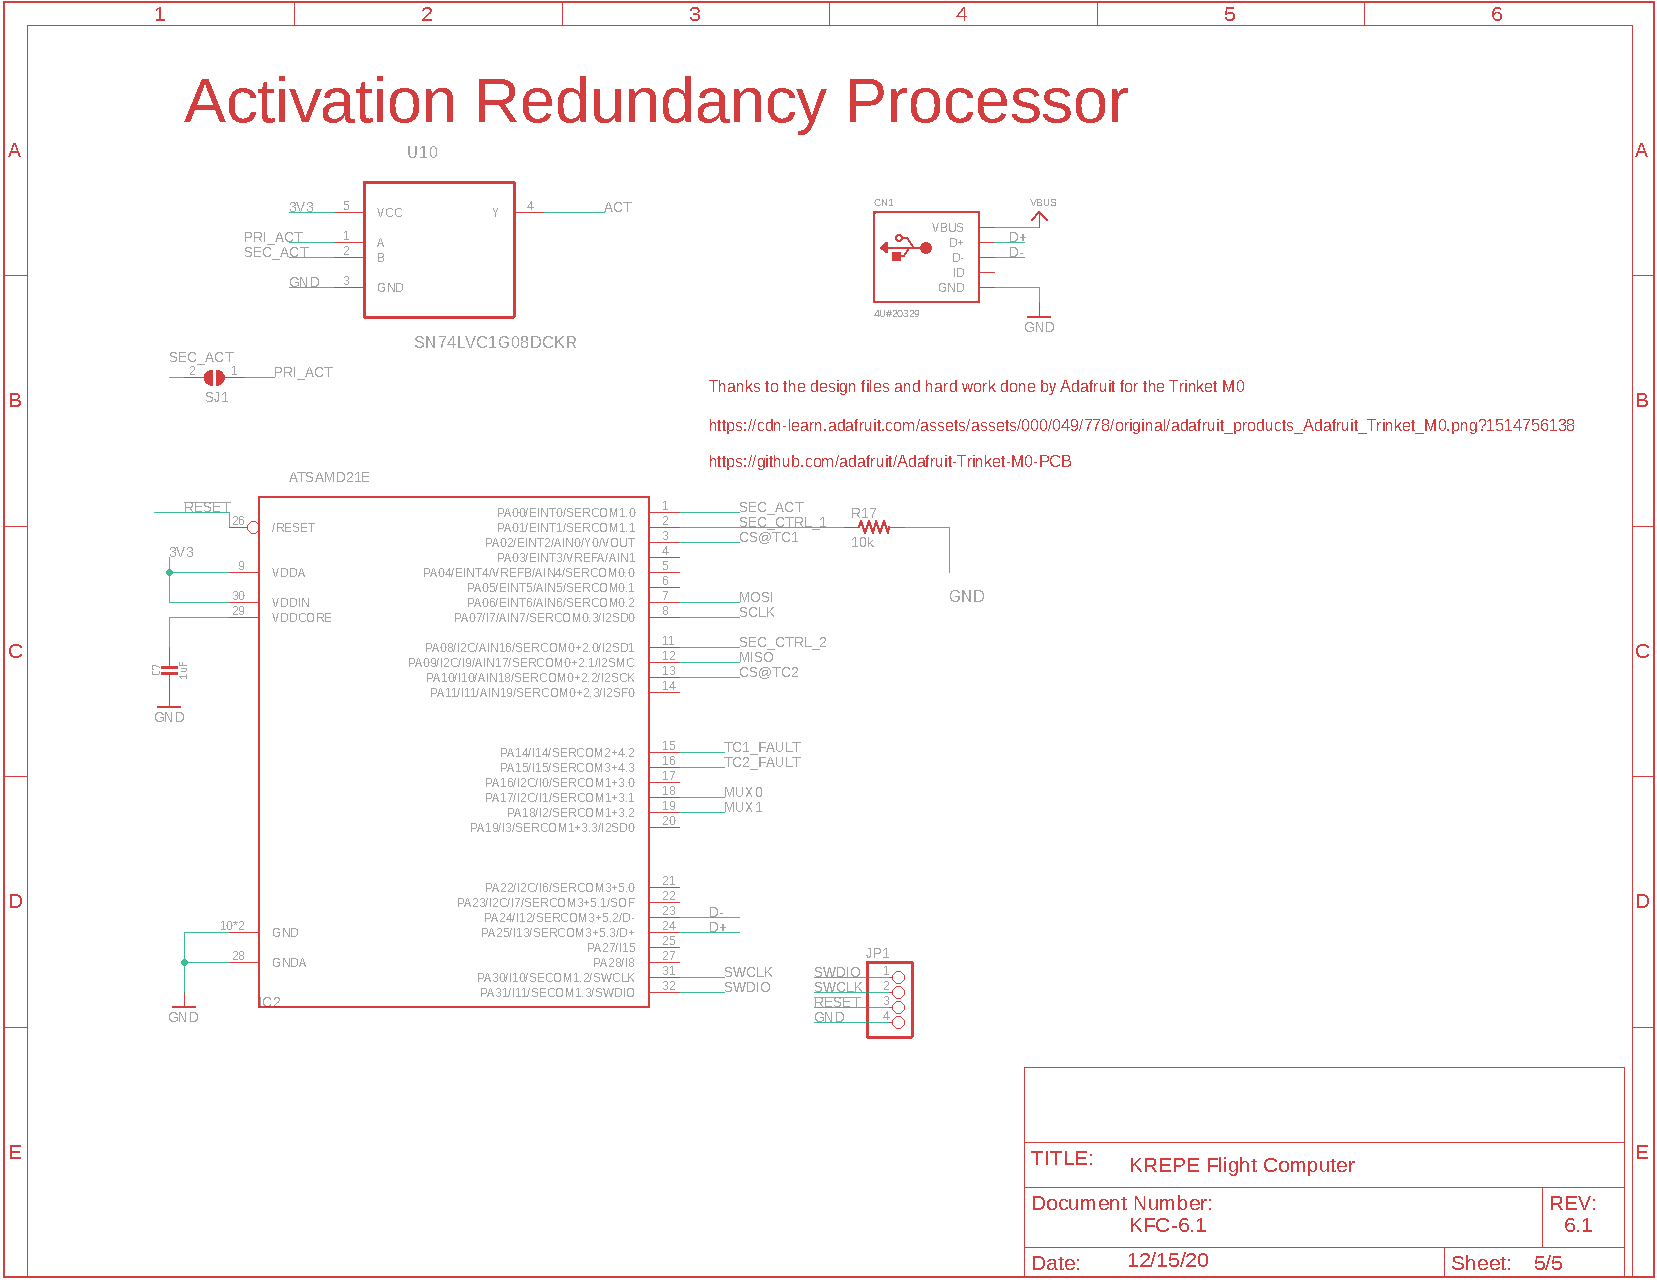 1 2 3 4 5 6
Activation Redundancy Processor
A A
U10
3V3 5 VCC Y 4 ACT
PRI_ACT 1 A
SEC_ACT 2 B
GND 3 GND
SN74LVC1G08DCKR
CN1 VBUS
VBUS
D+ D+
D- D-
ID
GND
4U#20329
GND
SEC_ACT
2 1 PRI_ACT
SJ1
B B
Thanks to the design files and hard work done by Adafruit for the Trinket M0
https://cdn-learn.adafruit.com/assets/assets/000/049/778/original/adafruit_products_Adafruit_Trinket_M0.png?1514756138
https://github.com/adafruit/Adafruit-Trinket-M0-PCB
ATSAMD21E
RESET 26 /RESET
3V3
9 VDDA
30 VDDIN
29 VDDCORE
C7 1uF
GND
10*2 GND
28 GNDA
GND
IC2
PA00/EINT0/SERCOM1.0 1 SEC_ACT
PA01/EINT1/SERCOM1.1 2 SEC_CTRL_1
PA02/EINT2/AIN0/Y0/VOUT 3 CS@TC1
PA03/EINT3/VREFA/AIN1 4
PA04/EINT4/VREFB/AIN4/SERCOM0.0 5
PA05/EINT5/AIN5/SERCOM0.1 6
PA06/EINT6/AIN6/SERCOM0.2 7 MOSI
PA07/I7/AIN7/SERCOM0.3/I2SD0 8 SCLK
PA08/I2C/AIN16/SERCOM0+2.0/I2SD1 11 SEC_CTRL_2
PA09/I2C/I9/AIN17/SERCOM0+2.1/I2SMC 12 MISO
PA10/I10/AIN18/SERCOM0+2.2/I2SCK 13 CS@TC2
PA11/I11/AIN19/SERCOM0+2.3/I2SF0 14
PA14/I14/SERCOM2+4.2 15 TC1_FAULT
PA15/I15/SERCOM3+4.3 16 TC2_FAULT
PA16/I2C/I0/SERCOM1+3.0 17
PA17/I2C/I1/SERCOM1+3.1 18 MUX0
PA18/I2/SERCOM1+3.2 19 MUX1
PA19/I3/SERCOM1+3.3/I2SD0 20
PA22/I2C/I6/SERCOM3+5.0 21
PA23/I2C/I7/SERCOM3+5.1/SOF 22
PA24/I12/SERCOM3+5.2/D- 23 D-
PA25/I13/SERCOM3+5.3/D+ 24 D+
PA27/I15 25
PA28/I8 27
PA30/I10/SECOM1.2/SWCLK 31 SWCLK
PA31/I11/SECOM1.3/SWDIO 32 SWDIO
R17
10k
GND
C C
D D
JP1
SWDIO 1
SWCLK 2
RESET 3
GND 4
E E
TITLE: KREPE Flight Computer
Document Number: REV:
KFC-6.1 6.1
Date: 12/15/20 Sheet: 5/5